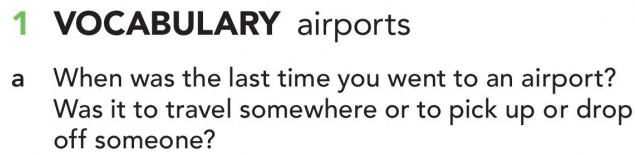 1 VOCABULARY airports
a When was the last time you went to an airport?
Was it to travel somewhere or to pick up or drop
off someone?